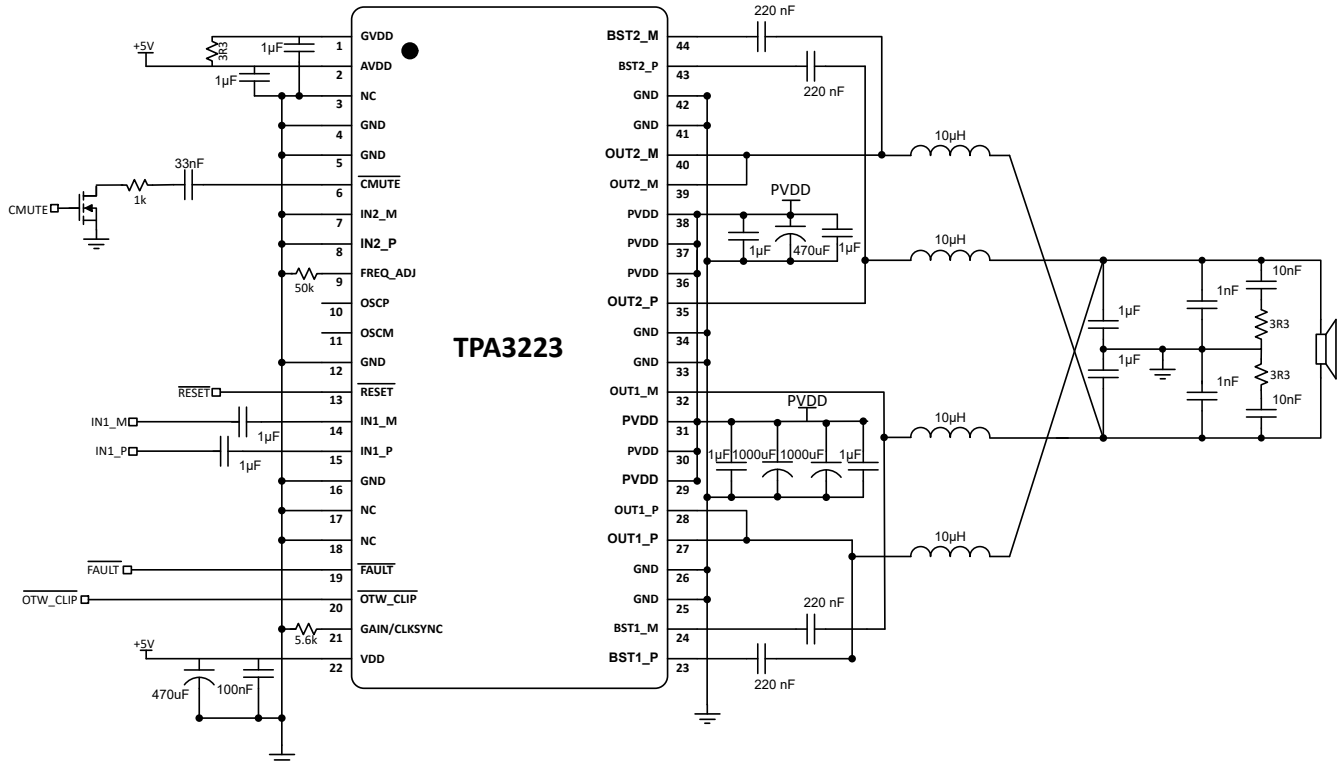 220 nF
+5V
3R3
1µF
GVDD
1
BST2_M
44
1µF
AVDD
2
BST2_P
43
220 nF
NC
3
GND
42
GND
4
GND
41
10µH
GND
5
OUT2_M
40
33nF
1k
CMUTE
CMUTE
6
OUT2_M
39
PVDD
IN2_M
7
PVDD
38
1µF
470uF
1µF
IN2_P
8
PVDD
37
10µH
50k
FREQ_ADJ
9
PVDD
36
OSCP
10
OUT2_P
35
OSCM
11
GND
34
TPA3223
GND
12
GND
33
1µF
1nF
10nF
3R3
1µF
1nF
3R3
10nF
RESET
RESET
13
OUT1_M
32
PVDD
IN1_M
1µF
IN1_M
14
PVDD
31
10µH
IN1_P
1µF
IN1_P
15
PVDD
30
1µF
1000uF
1000uF
1µF
GND
16
PVDD
29
NC
17
OUT1_P
28
NC
18
OUT1_P
27
10µH
FAULT
FAULT
19
GND
26
OTW_CLIP
OTW_CLIP
20
GND
25
220 nF
5.6k
GAIN/CLKSYNC
21
BST1_M
24
+5V
VDD
22
BST1_P
23
470uF
100nF
220 nF